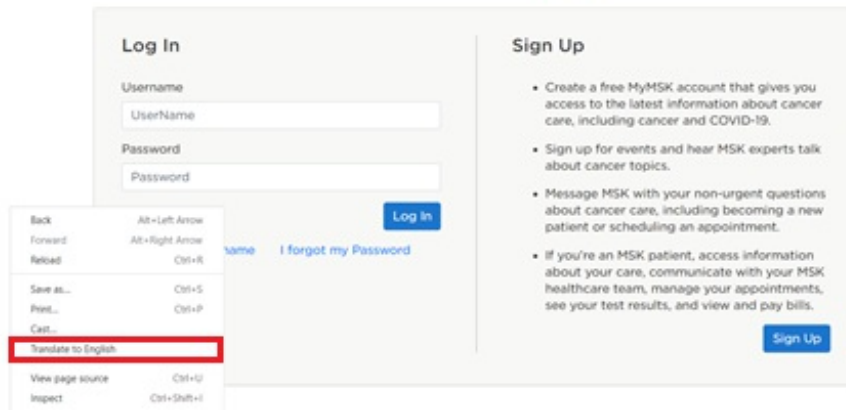 Log In
Username
UserName
Password
Password
Log In
name I forgot my Password
Sign Up
• Create a free MyMSK account that gives you
access to the latest information about cancer
care, including cancer and COVID-19.
• Sign up for events and hear MSK experts talk
about cancer topics.
• Message MSK with your non-urgent questions
about cancer care, including becoming a new
patient or scheduling an appointment.
• If you're an MSK patient, access information
about your care, communicate with your MSK
healthcare team, manage your appointments,
see your test results, and view and pay bills.
Sign Up
Back Alt+Left Arrow
Forward Alt+Right Arrow
Reload Ctrl+R
Save as... Ctrl+S
Print... Ctrl+P
Cast...
Translate to English
View page source Ctrl+U
Inspect Ctrl+Shift+I